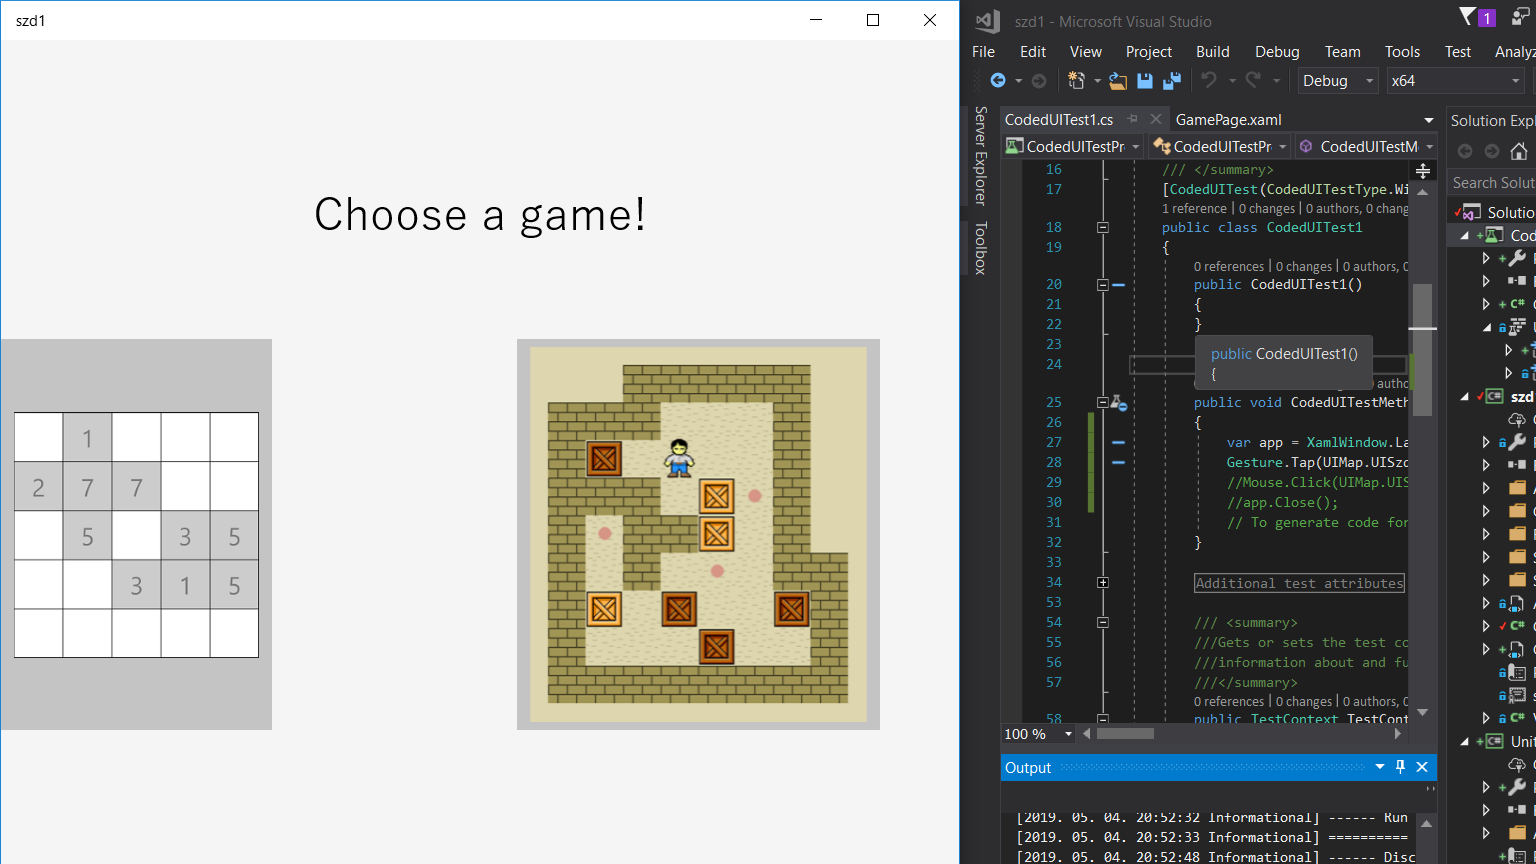 szd1
Choose a game!
1
2 7 7
5 3 5
3 1 5
szd1 - Microsoft Visual Studio
1
File Edit View Project Build Debug Team Tools Test Analyz
Debug x64
Server Explorer
Toolbox
CodedUITest1.cs GamePage.xaml
CodedUITestPr CodedUITestPr CodedUITestM
16 /// </summary>
17 [CodedUITest(CodedUITestType.Wi
1 reference | 0 changes | 0 authors, 0 chang
18 public class CodedUITest1
19 {
0 references | 0 changes | 0 authors, 0
20 public CodedUITest1()
21 {
22 }
23
24
public CodedUITest1()
{
autho
25 public void CodedUITestMeth
26 {
27 var app = XamlWindow.La
28 Gesture.Tap(UIMap.UISzd
29 //Mouse.Click(UIMap.UIS
30 //app.Close();
31 // To generate code for
32 }
33
34 Additional test attributes
53
54 /// <summary>
55 ///Gets or sets the test co
56 ///information about and fu
57 ///</summary>
0 references | 0 changes | 0 authors,
58 public TestContext TestCont
100 %
Output
[2019. 05. 04. 20:52:32 Informational] ------ Run
[2019. 05. 04. 20:52:33 Informational] ==========
[2019. 05. 04. 20:52:48 Informational] ------ Disc
Solution Expl
Search Solut
Solutio
Cod
szd
Unit